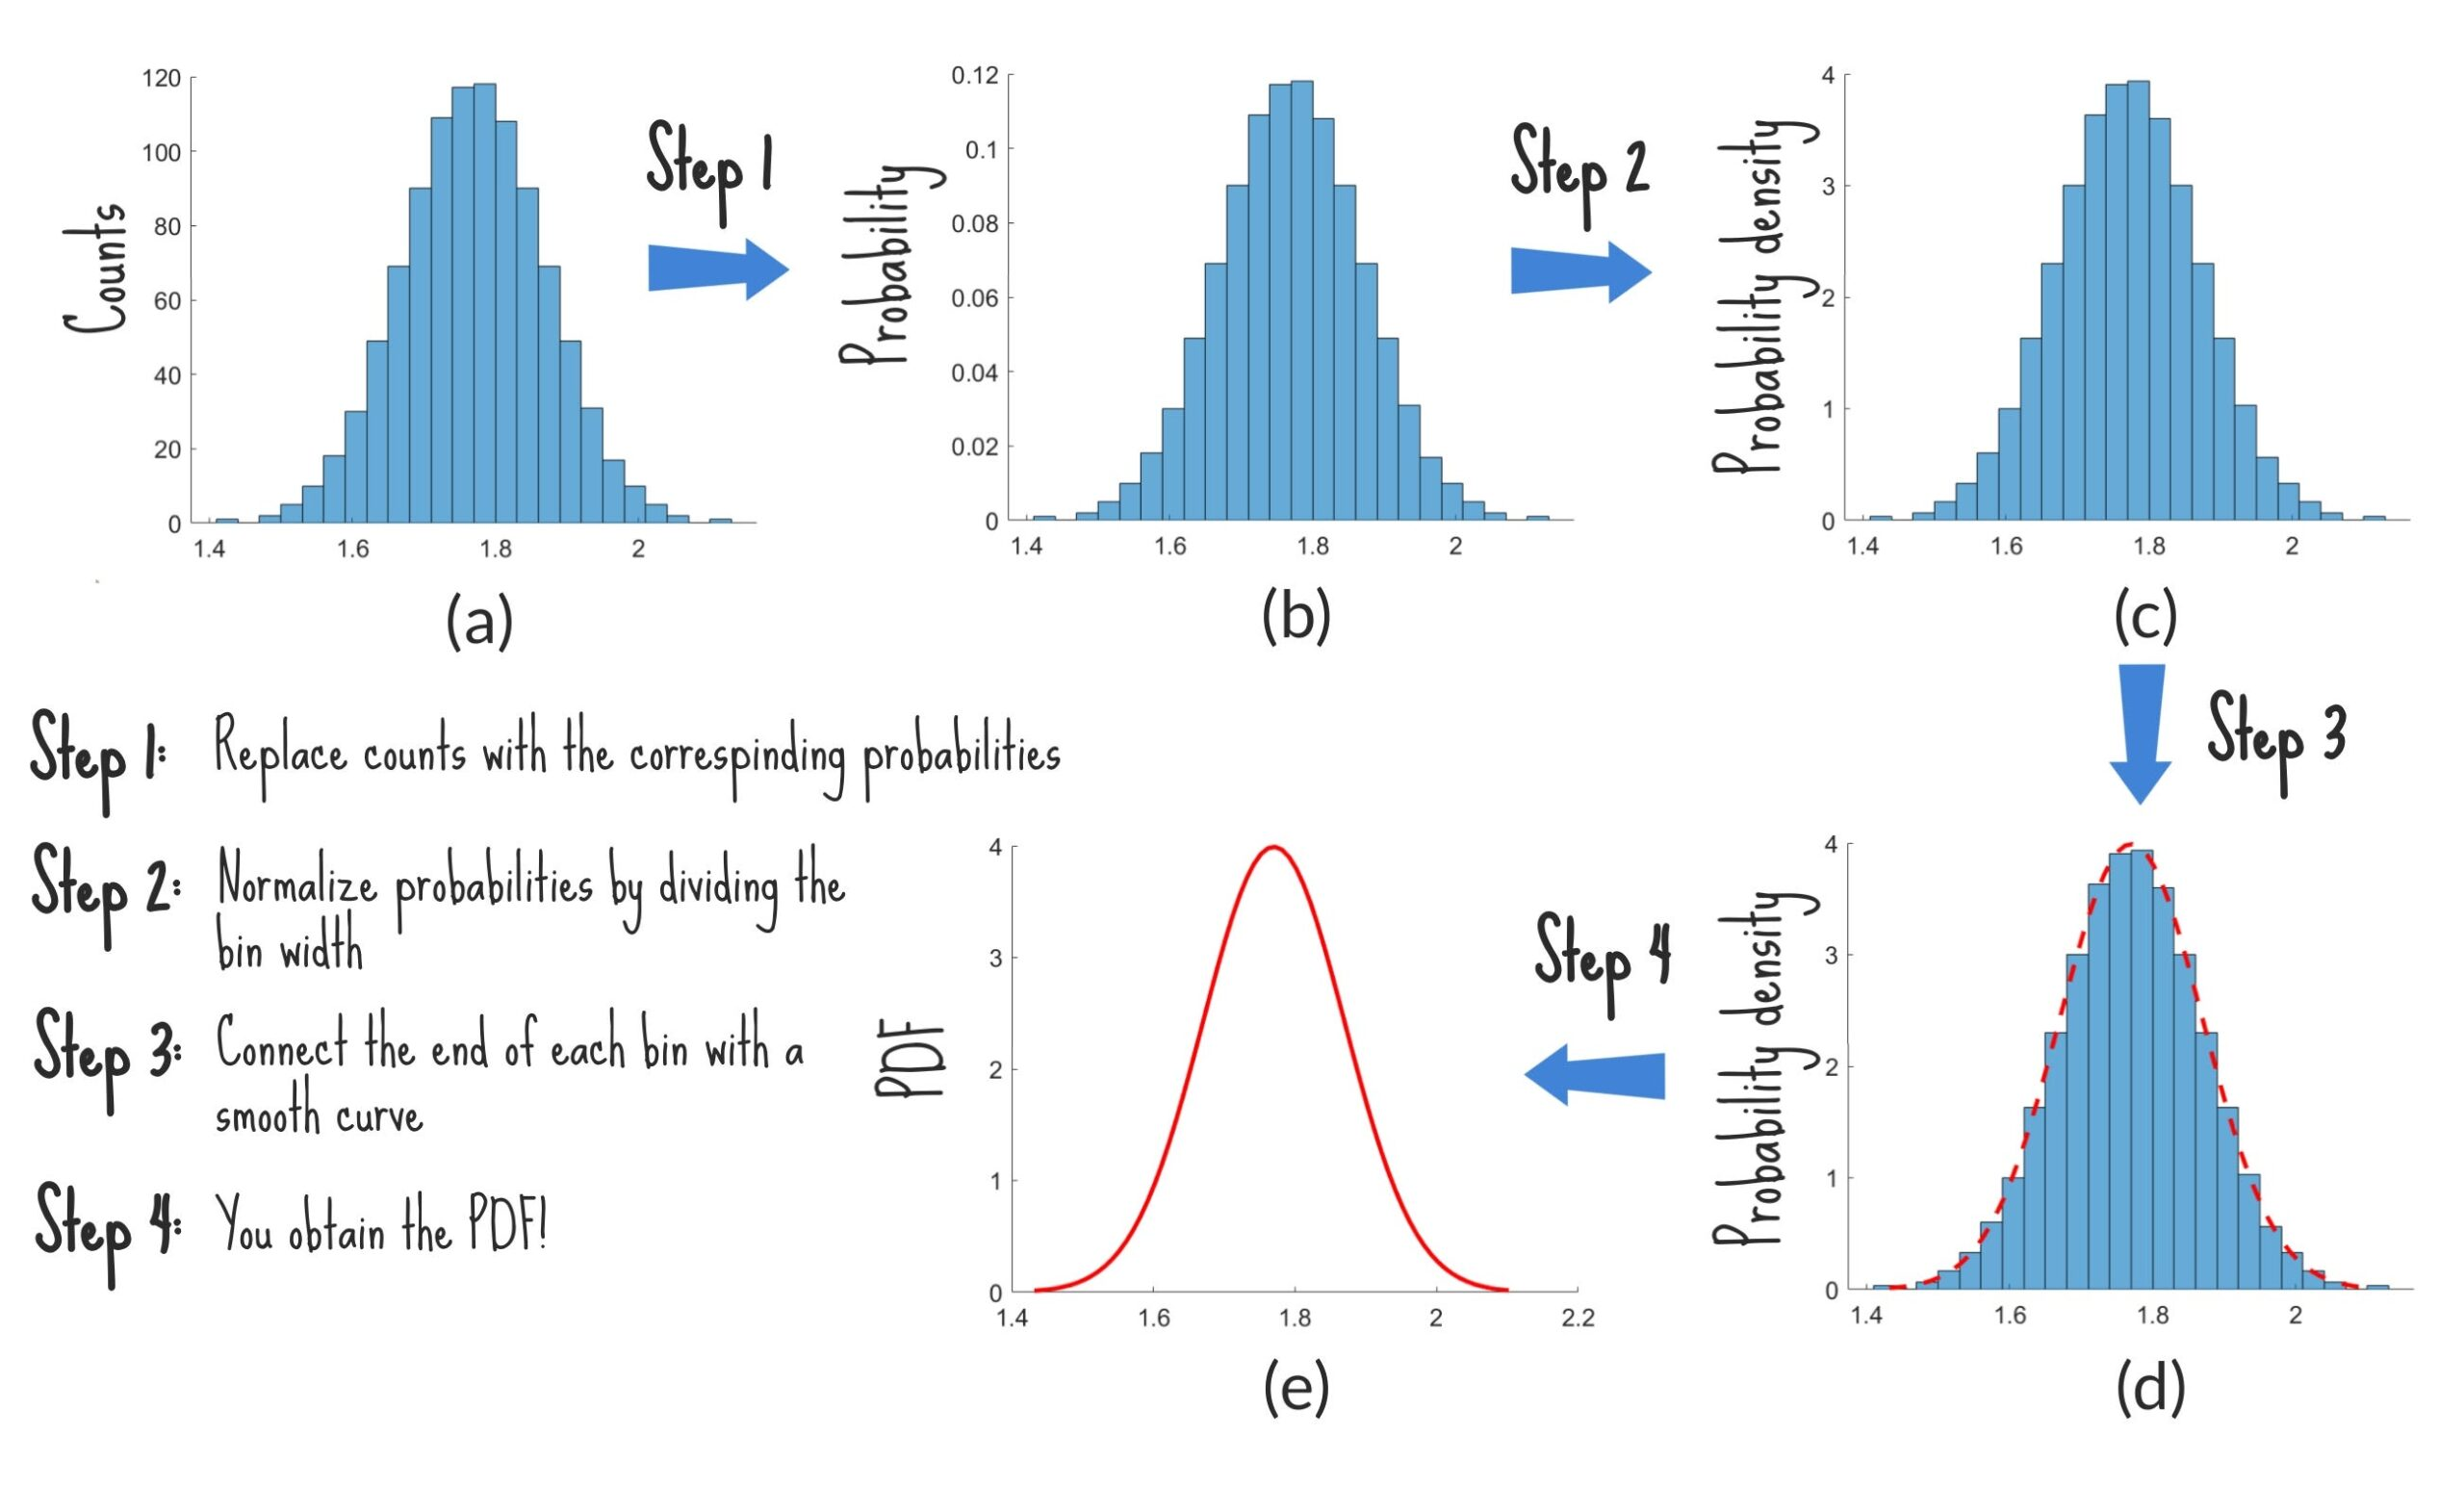 120
100
80
60
40
20
0
1.4 1.6 1.8 2
Counts
(a)
Step 1
0.12
0.1
0.08
0.06
0.04
0.02
0
1.4 1.6 1.8 2
Probability
(b)
Step 2
4
3
2
1
0
1.4 1.6 1.8 2
Probability density
(c)
Step 3
Step 1: Replace counts with the correspinding probabilities
Step 2: Normalize probabilities by dividing the
bin width
Step 3: Connect the end of each bin with a
smooth curve
Step 4: You obtain the PDF!
4
3
2
1
0
1.4 1.6 1.8 2 2.2
PDF
(e)
Step 4
4
3
2
1
0
1.4 1.6 1.8 2
Probability density
(d)